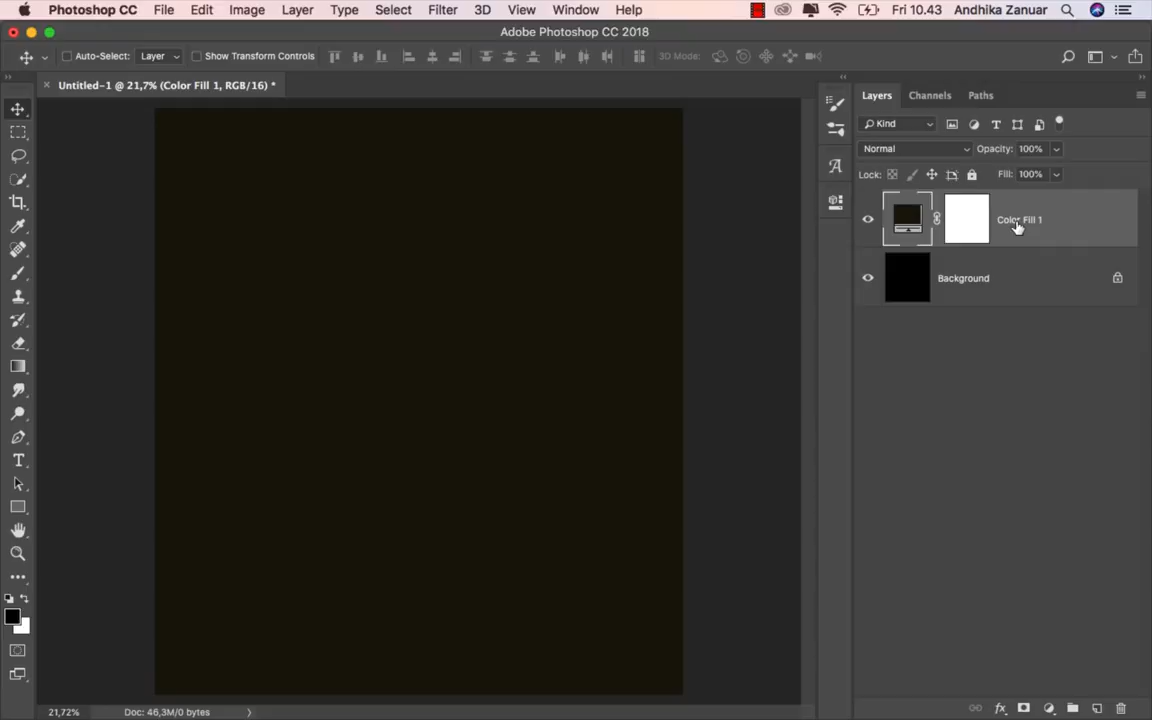 Photoshop CC File Edit Image Layer Type Select Filter 3D View Window Help Fri 10.43 Andhika Zanuar
Adobe Photoshop CC 2018
Auto-Select: Layer Show Transform Controls 3D Mode:
Untitled-1 @ 21,7% (Color Fill 1, RGB/16) *
Layers Channels Paths
Kind
Normal Opacity: 100%
Lock: Fill: 100%
Color Fill 1
Background
21,72% Doc: 46,3M/0 bytes